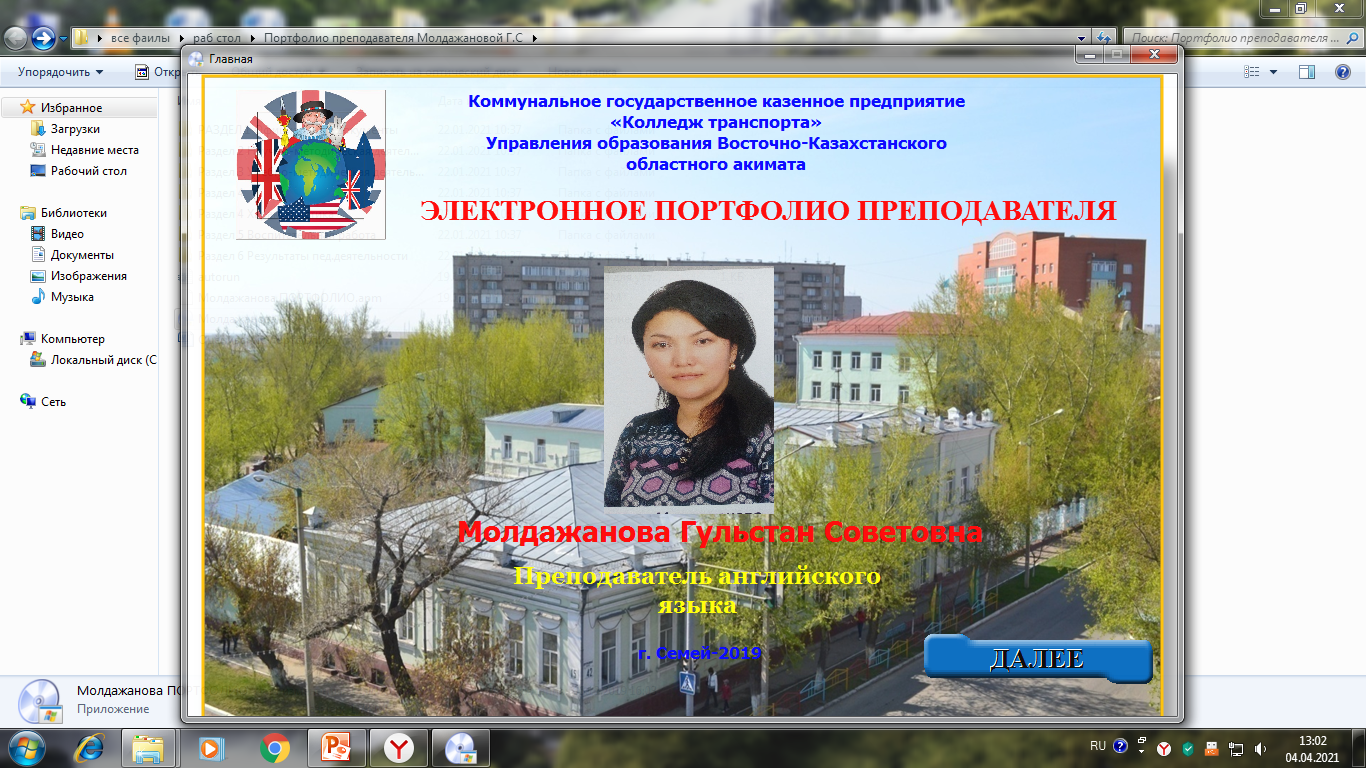 все фаилы
раб стол
Портфолио преподавателя Молдажановой Г.С
Поиск: Портфолио преподавателя ...
Главная
Упорядочить
Избранное
Загрузки
Недавние места
Рабочий стол
Библиотеки
Видео
Документы
Изображения
Музыка
Компьютер
Локальный диск (C
Сеть
Коммунальное государственное казенное предприятие
«Колледж транспорта»
Управления образования Восточно-Казахстанского
областного акимата
ЭЛЕКТРОННОЕ ПОРТФОЛИО ПРЕПОДАВАТЕЛЯ
Молдажанова Гульстан Советовна
Преподаватель английского
языка
г. Семей-2019
ДАЛЕЕ
Молдажанова
Приложение
RU
13:02
04.04.2021